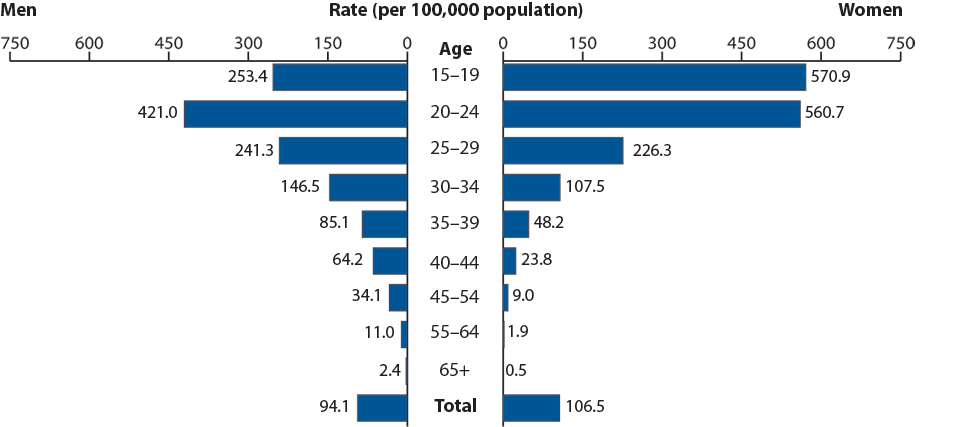 Men Rate (per 100,000 population) Women
750 600 450 300 150 0 Age 0 150 300 450 600 750
253.4 15–19 570.9
421.0 20–24 560.7
241.3 25–29 226.3
146.5 30–34 107.5
85.1 35–39 48.2
64.2 40–44 23.8
34.1 45–54 9.0
11.0 55–64 1.9
2.4 65+ 0.5
94.1 Total 106.5